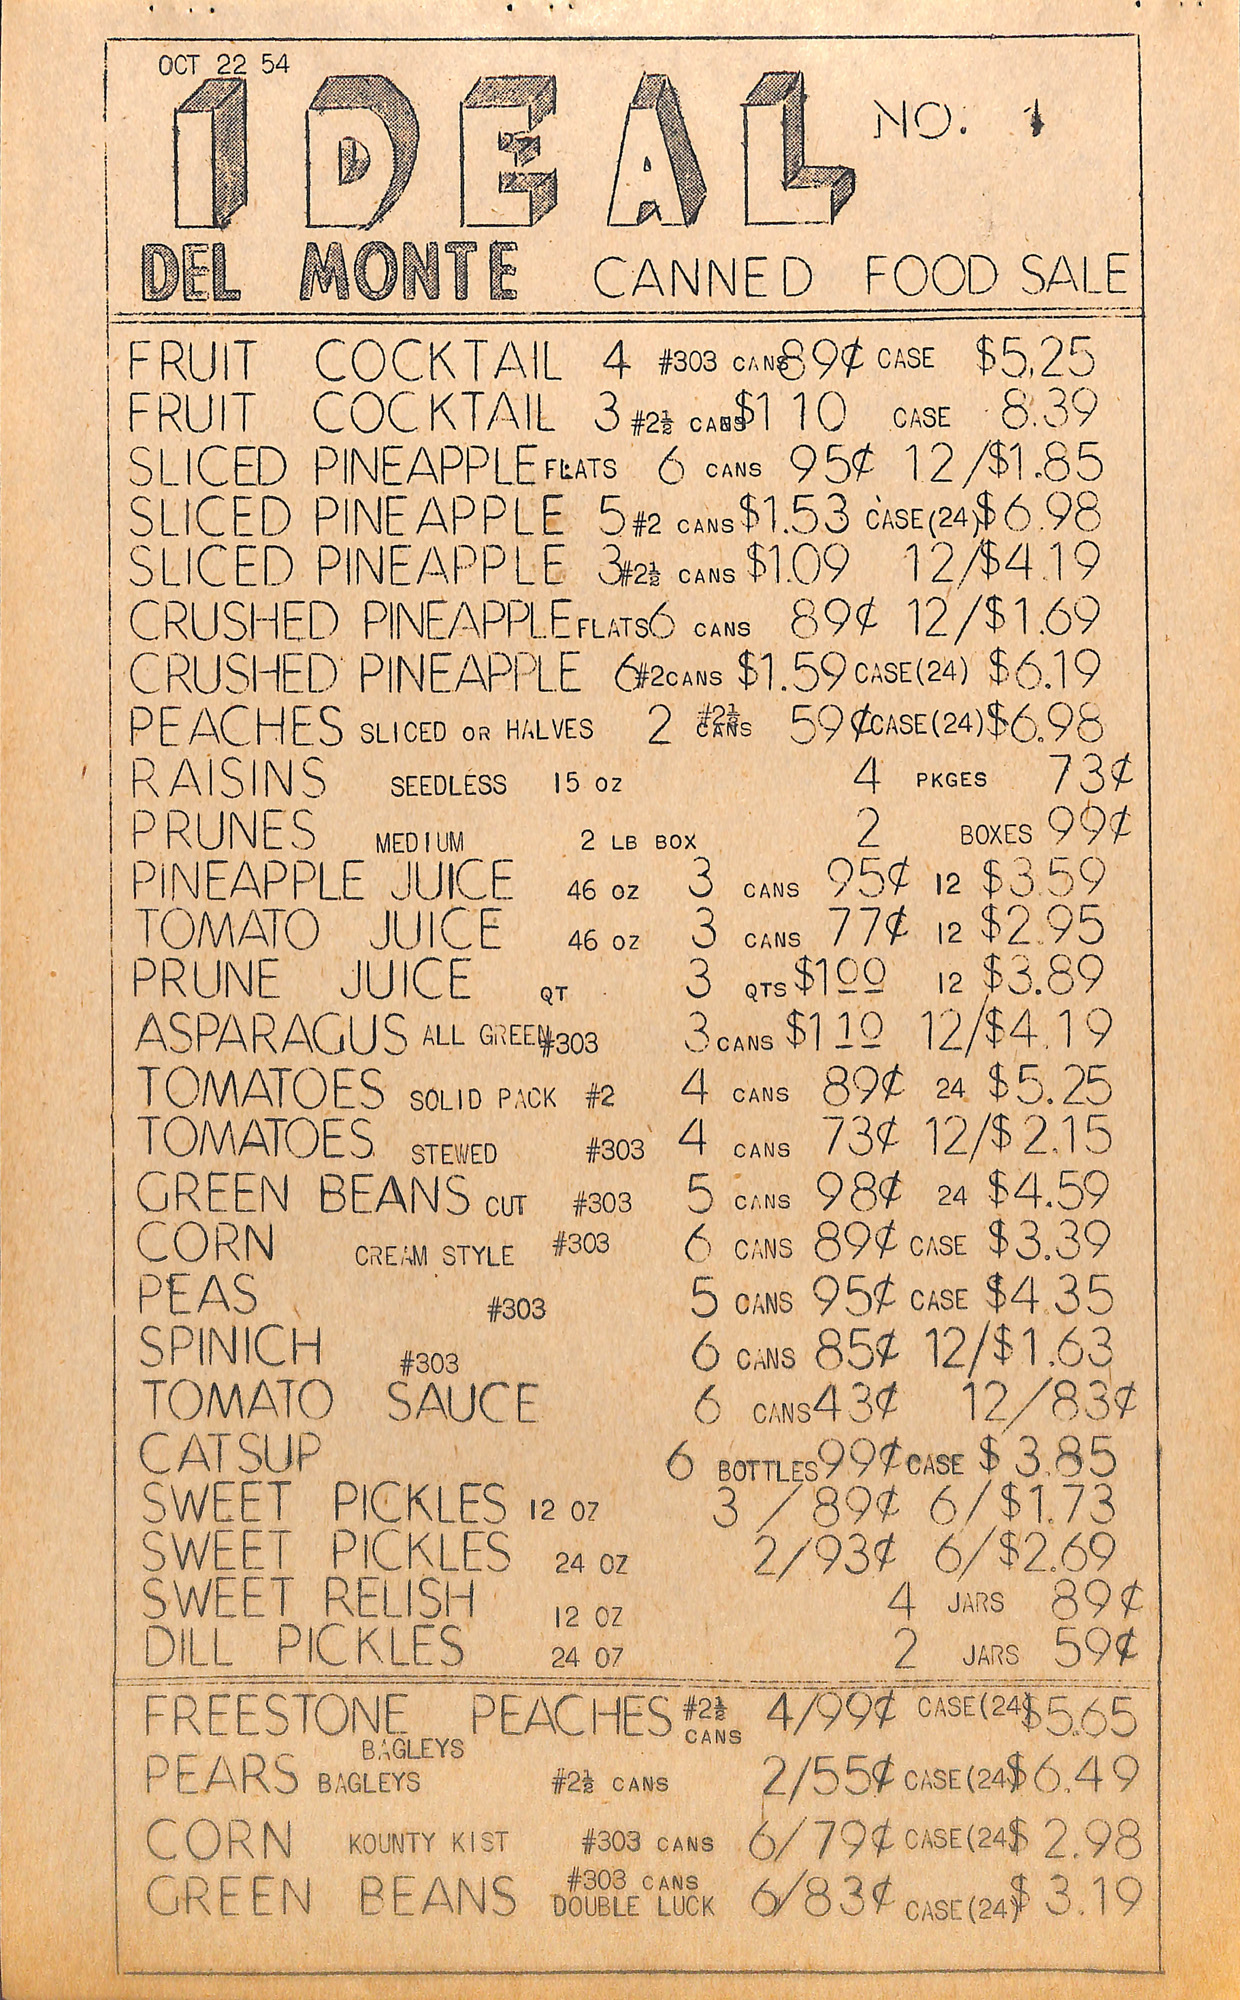 OCT 22 54
IDEAL NO. 1
DEL MONTE CANNED FOOD SALE
FRUIT COCKTAIL 4 #303 CANS 89¢ CASE $5.25
FRUIT COCKTAIL 3 #2½ CANS $1 10 CASE 8.39
SLICED PINEAPPLE FLATS 6 CANS 95¢ 12/$1.85
SLICED PINEAPPLE 5 #2 CANS $1.53 CASE(24) $6.98
SLICED PINEAPPLE 3 #2½ CANS $1.09 12/$4.19
CRUSHED PINEAPPLE FLATS 6 CANS 89¢ 12/$1.69
CRUSHED PINEAPPLE 6 #2 CANS $1.59 CASE(24) $6.19
PEACHES SLICED OR HALVES 2 #2½ CANS 59¢ CASE(24) $6.98
RAISINS SEEDLESS 15 OZ 4 PKGES 73¢
PRUNES MEDIUM 2 LB BOX 2 BOXES 99¢
PINEAPPLE JUICE 46 OZ 3 CANS 95¢ 12 $3.59
TOMATO JUICE 46 OZ 3 CANS 77¢ 12 $2.95
PRUNE JUICE QT 3 QTS $1 00 12 $3.89
ASPARAGUS ALL GREEN #303 3 CANS $1 10 12/$4.19
TOMATOES SOLID PACK #2 4 CANS 89¢ 24 $5.25
TOMATOES STEWED #303 4 CANS 73¢ 12/$2.15
GREEN BEANS CUT #303 5 CANS 98¢ 24 $4.59
CORN CREAM STYLE #303 6 CANS 89¢ CASE $3.39
PEAS #303 5 CANS 95¢ CASE $4.35
SPINICH #303 6 CANS 85¢ 12/$1.63
TOMATO SAUCE 6 CANS 43¢ 12/83¢
CATSUP 6 BOTTLES 99¢ CASE $3.85
SWEET PICKLES 12 OZ 3/89¢ 6/$1.73
SWEET PICKLES 24 OZ 2/93¢ 6/$2.69
SWEET RELISH 12 OZ 4 JARS 89¢
DILL PICKLES 24 OZ 2 JARS 59¢
FREESTONE PEACHES #2½ CANS 4/99¢ CASE(24) $5.65
BAGLEYS
PEARS BAGLEYS #2½ CANS 2/55¢ CASE(24) $6.49
CORN KOUNTY KIST #303 CANS 6/79¢ CASE(24) $2.98
GREEN BEANS #303 CANS DOUBLE LUCK 6/83¢ CASE(24) $3.19